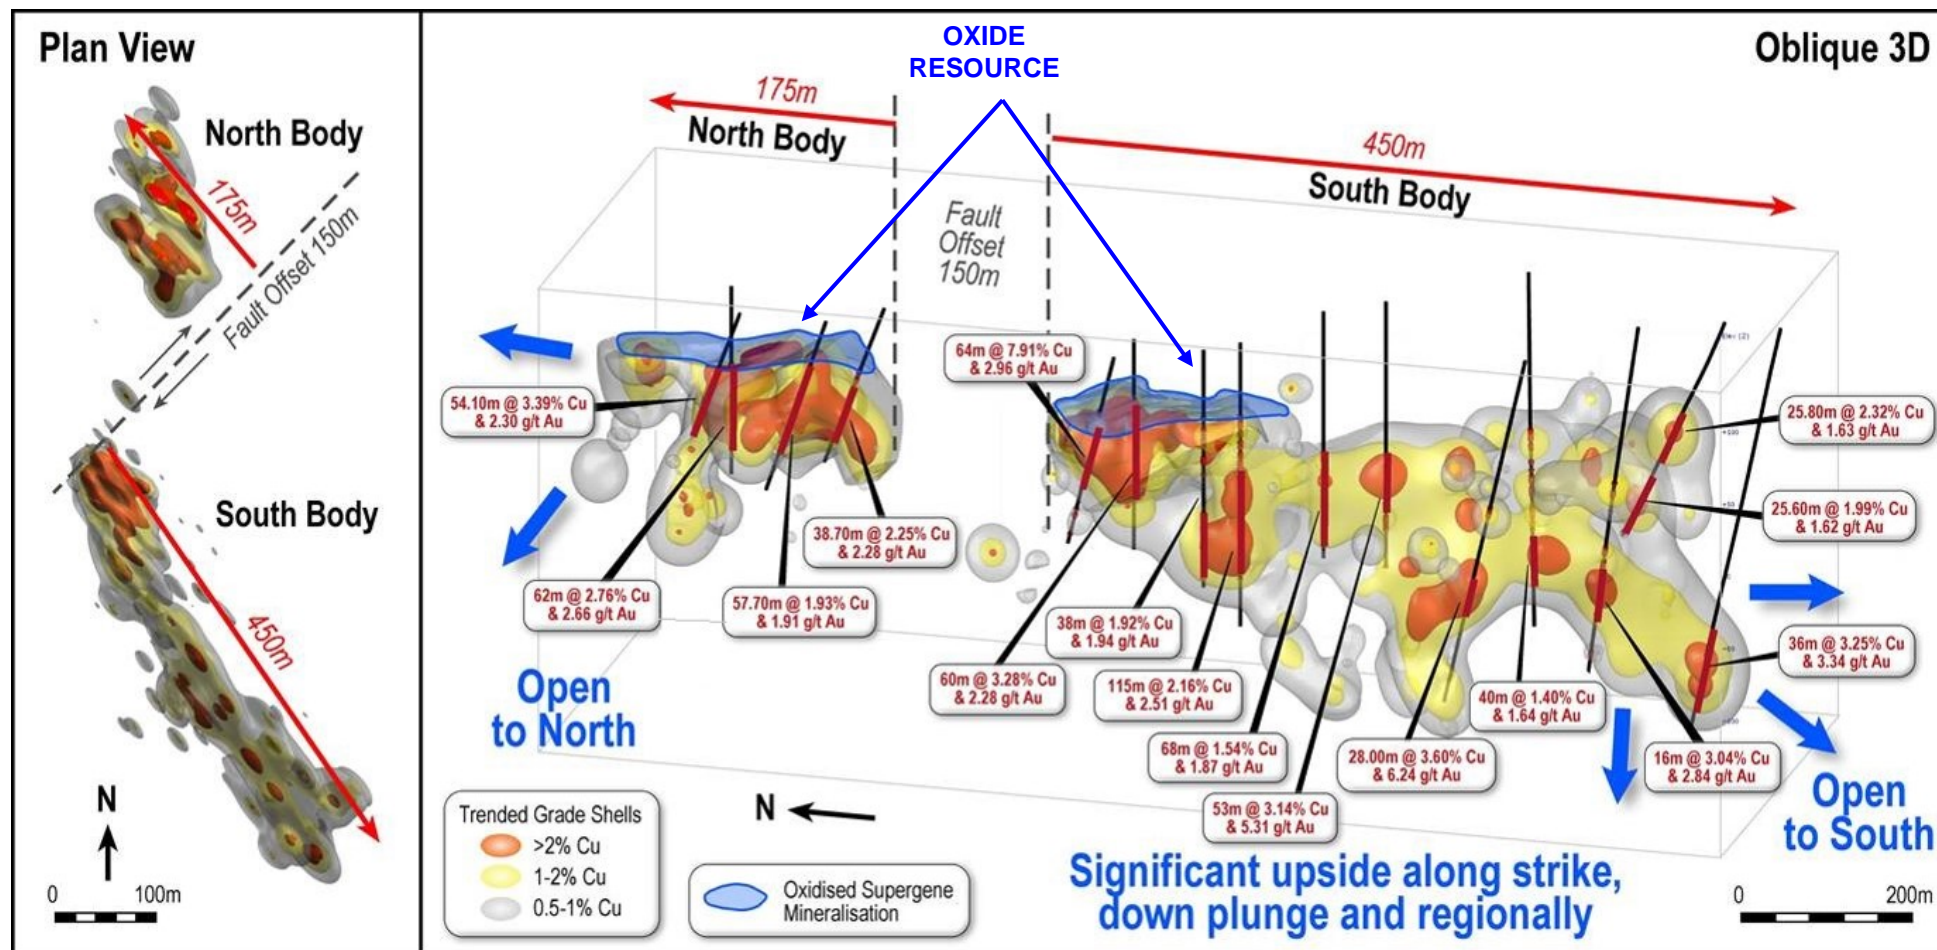 Plan View
North Body
175m
Fault Offset 150m
South Body
450m
N
0 100m
Oblique 3D
OXIDE
RESOURCE
175m
North Body
450m
South Body
Fault
Offset
150m
64m @ 7.91% Cu
& 2.96 g/t Au
54.10m @ 3.39% Cu
& 2.30 g/t Au
25.80m @ 2.32% Cu
& 1.63 g/t Au
25.60m @ 1.99% Cu
& 1.62 g/t Au
38.70m @ 2.25% Cu
& 2.28 g/t Au
62m @ 2.76% Cu
& 2.66 g/t Au
57.70m @ 1.93% Cu
& 1.91 g/t Au
38m @ 1.92% Cu
& 1.94 g/t Au
36m @ 3.25% Cu
& 3.34 g/t Au
60m @ 3.28% Cu
& 2.28 g/t Au
115m @ 2.16% Cu
& 2.51 g/t Au
40m @ 1.40% Cu
& 1.64 g/t Au
68m @ 1.54% Cu
& 1.87 g/t Au
28.00m @ 3.60% Cu
& 6.24 g/t Au
16m @ 3.04% Cu
& 2.84 g/t Au
53m @ 3.14% Cu
& 5.31 g/t Au
Open
to North
Open
to South
Trended Grade Shells
>2% Cu
1-2% Cu
0.5-1% Cu
N
Oxidised Supergene
Mineralisation
Significant upside along strike,
down plunge and regionally
0 200m